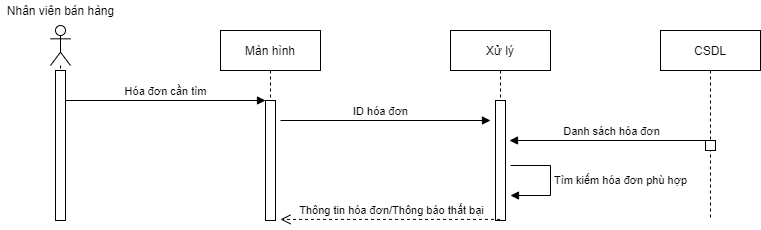 Nhân viên bán hàng
Màn hình
Xử lý
CSDL
Hóa đơn cần tìm
ID hóa đơn
Danh sách hóa đơn
Tìm kiếm hóa đơn phù hợp
Thông tin hóa đơn/Thông báo thất bại